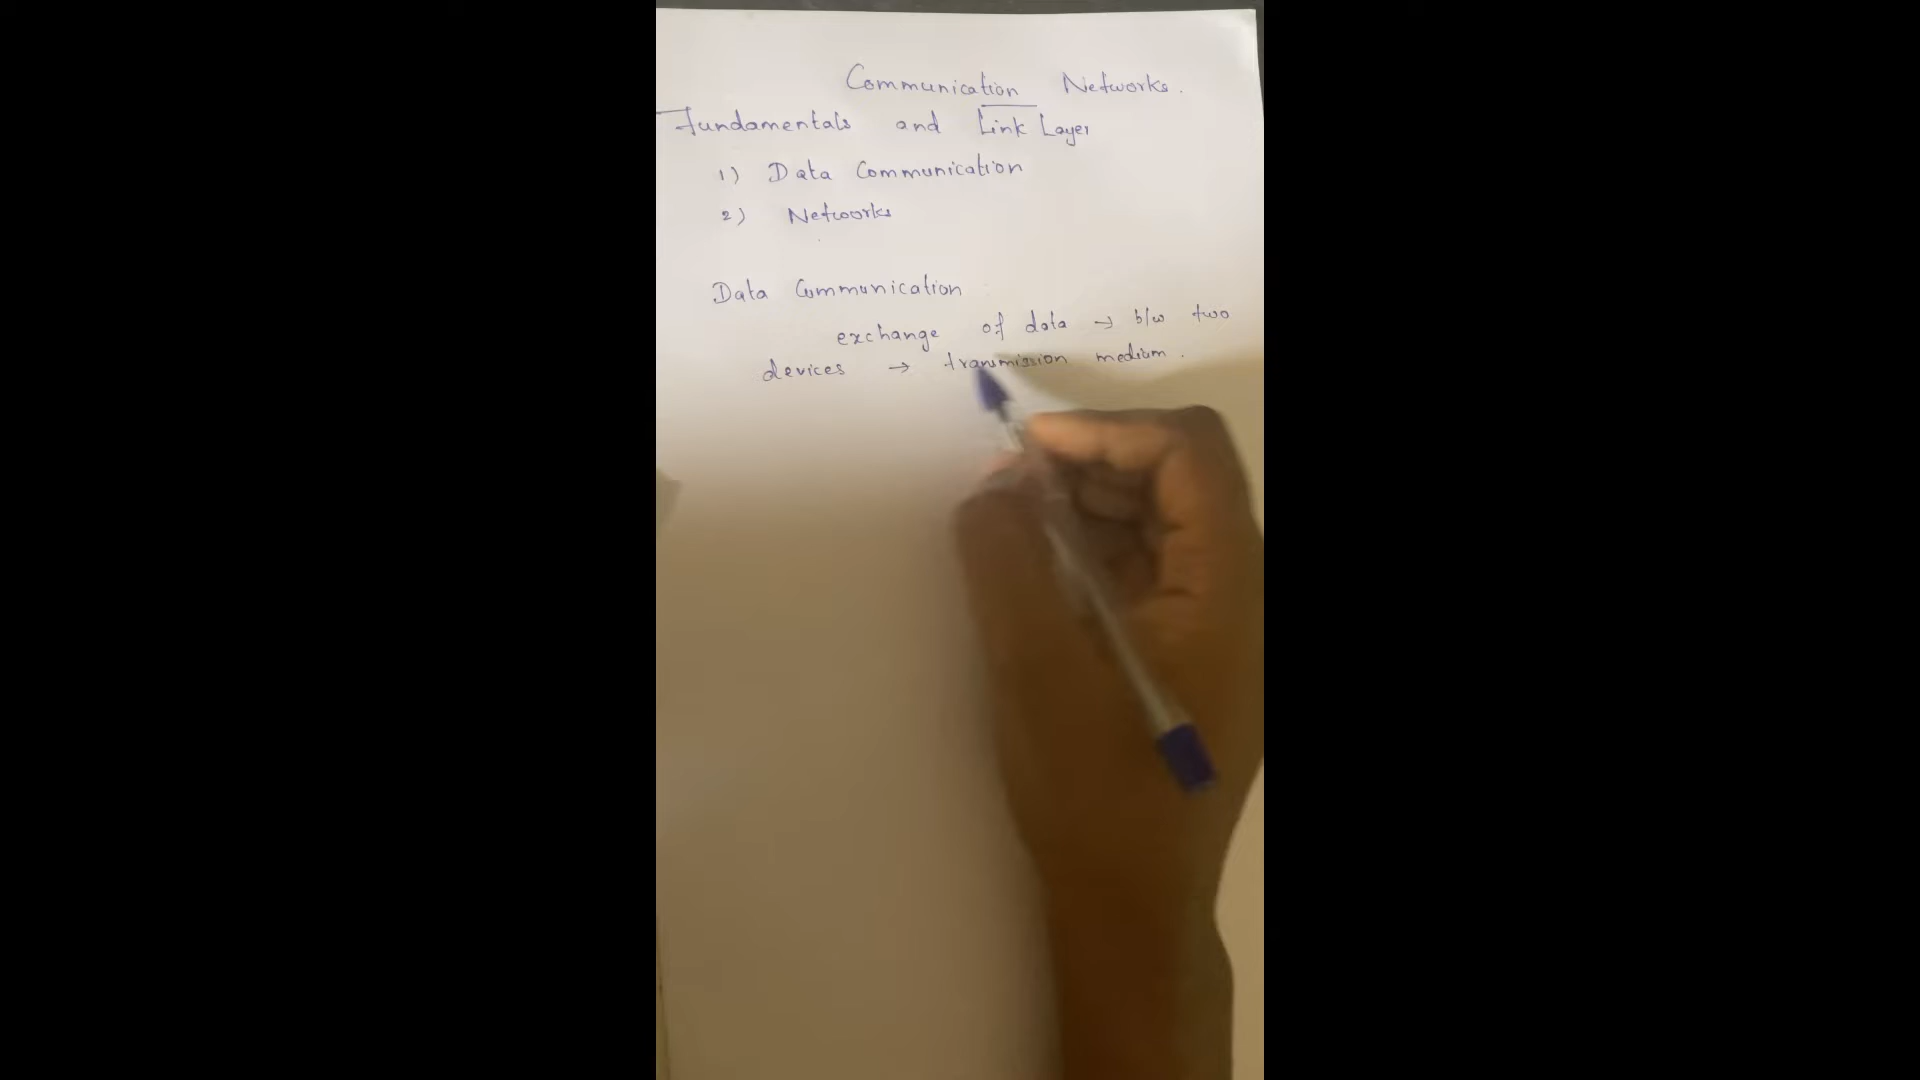 Communication Networks.
Fundamentals and Link Layer
1) Data Communication
2) Networks
Data Communication
exchange of data → b/w two
devices → transmission medium.